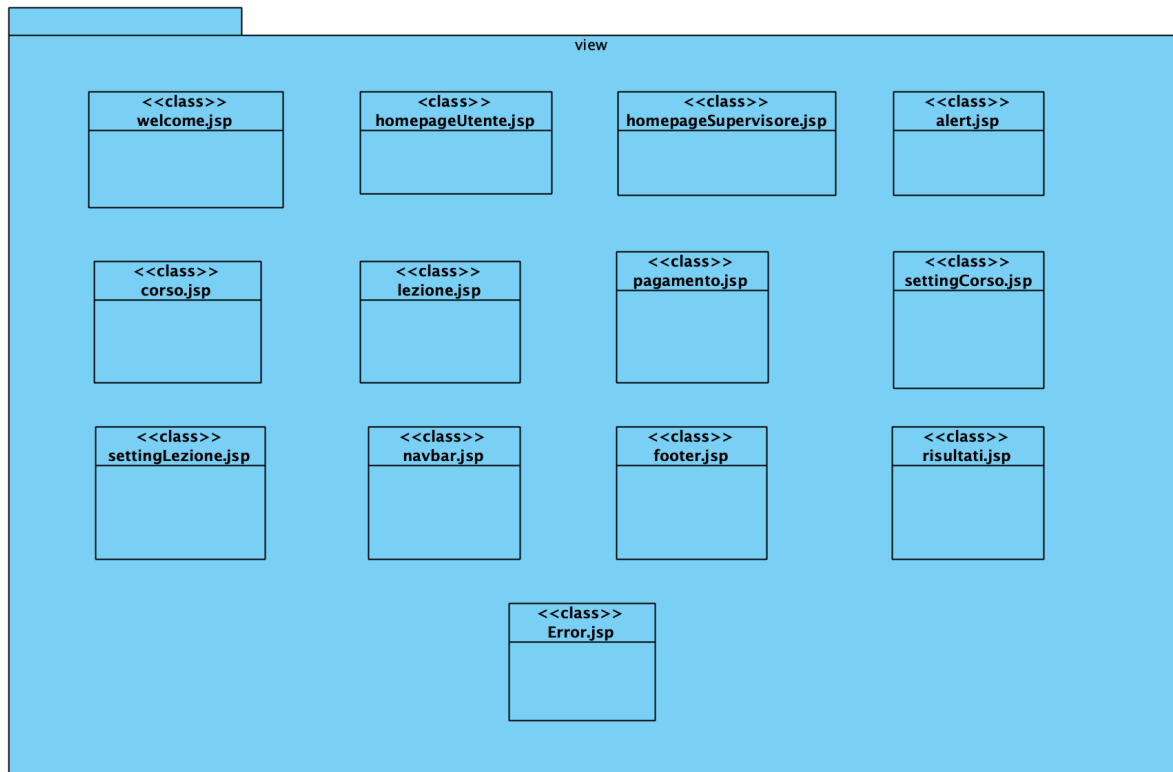 view
<<class>>
welcome.jsp
<class>>
homepageUtente.jsp
<<class>>
homepageSupervisore.jsp
<<class>>
alert.jsp
<<class>>
corso.jsp
<<class>>
lezione.jsp
<<class>>
pagamento.jsp
<<class>>
settingCorso.jsp
<<class>>
settingLezione.jsp
<<class>>
navbar.jsp
<<class>>
footer.jsp
<<class>>
risultati.jsp
<<class>>
Error.jsp